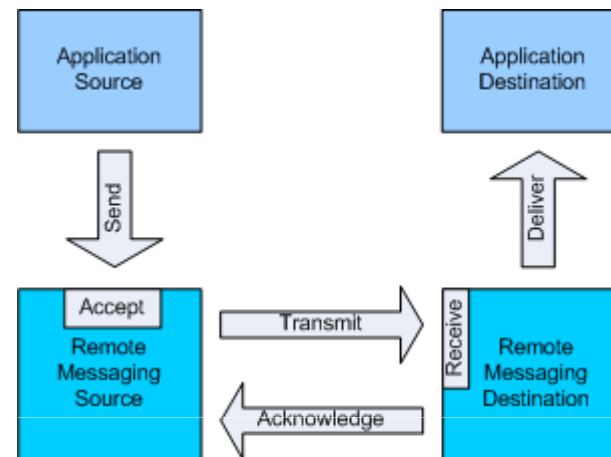 Application
Source
Application
Destination
Send
Deliver
Accept
Remote
Messaging
Source
Transmit
Acknowledge
Receive
Remote
Messaging
Destination